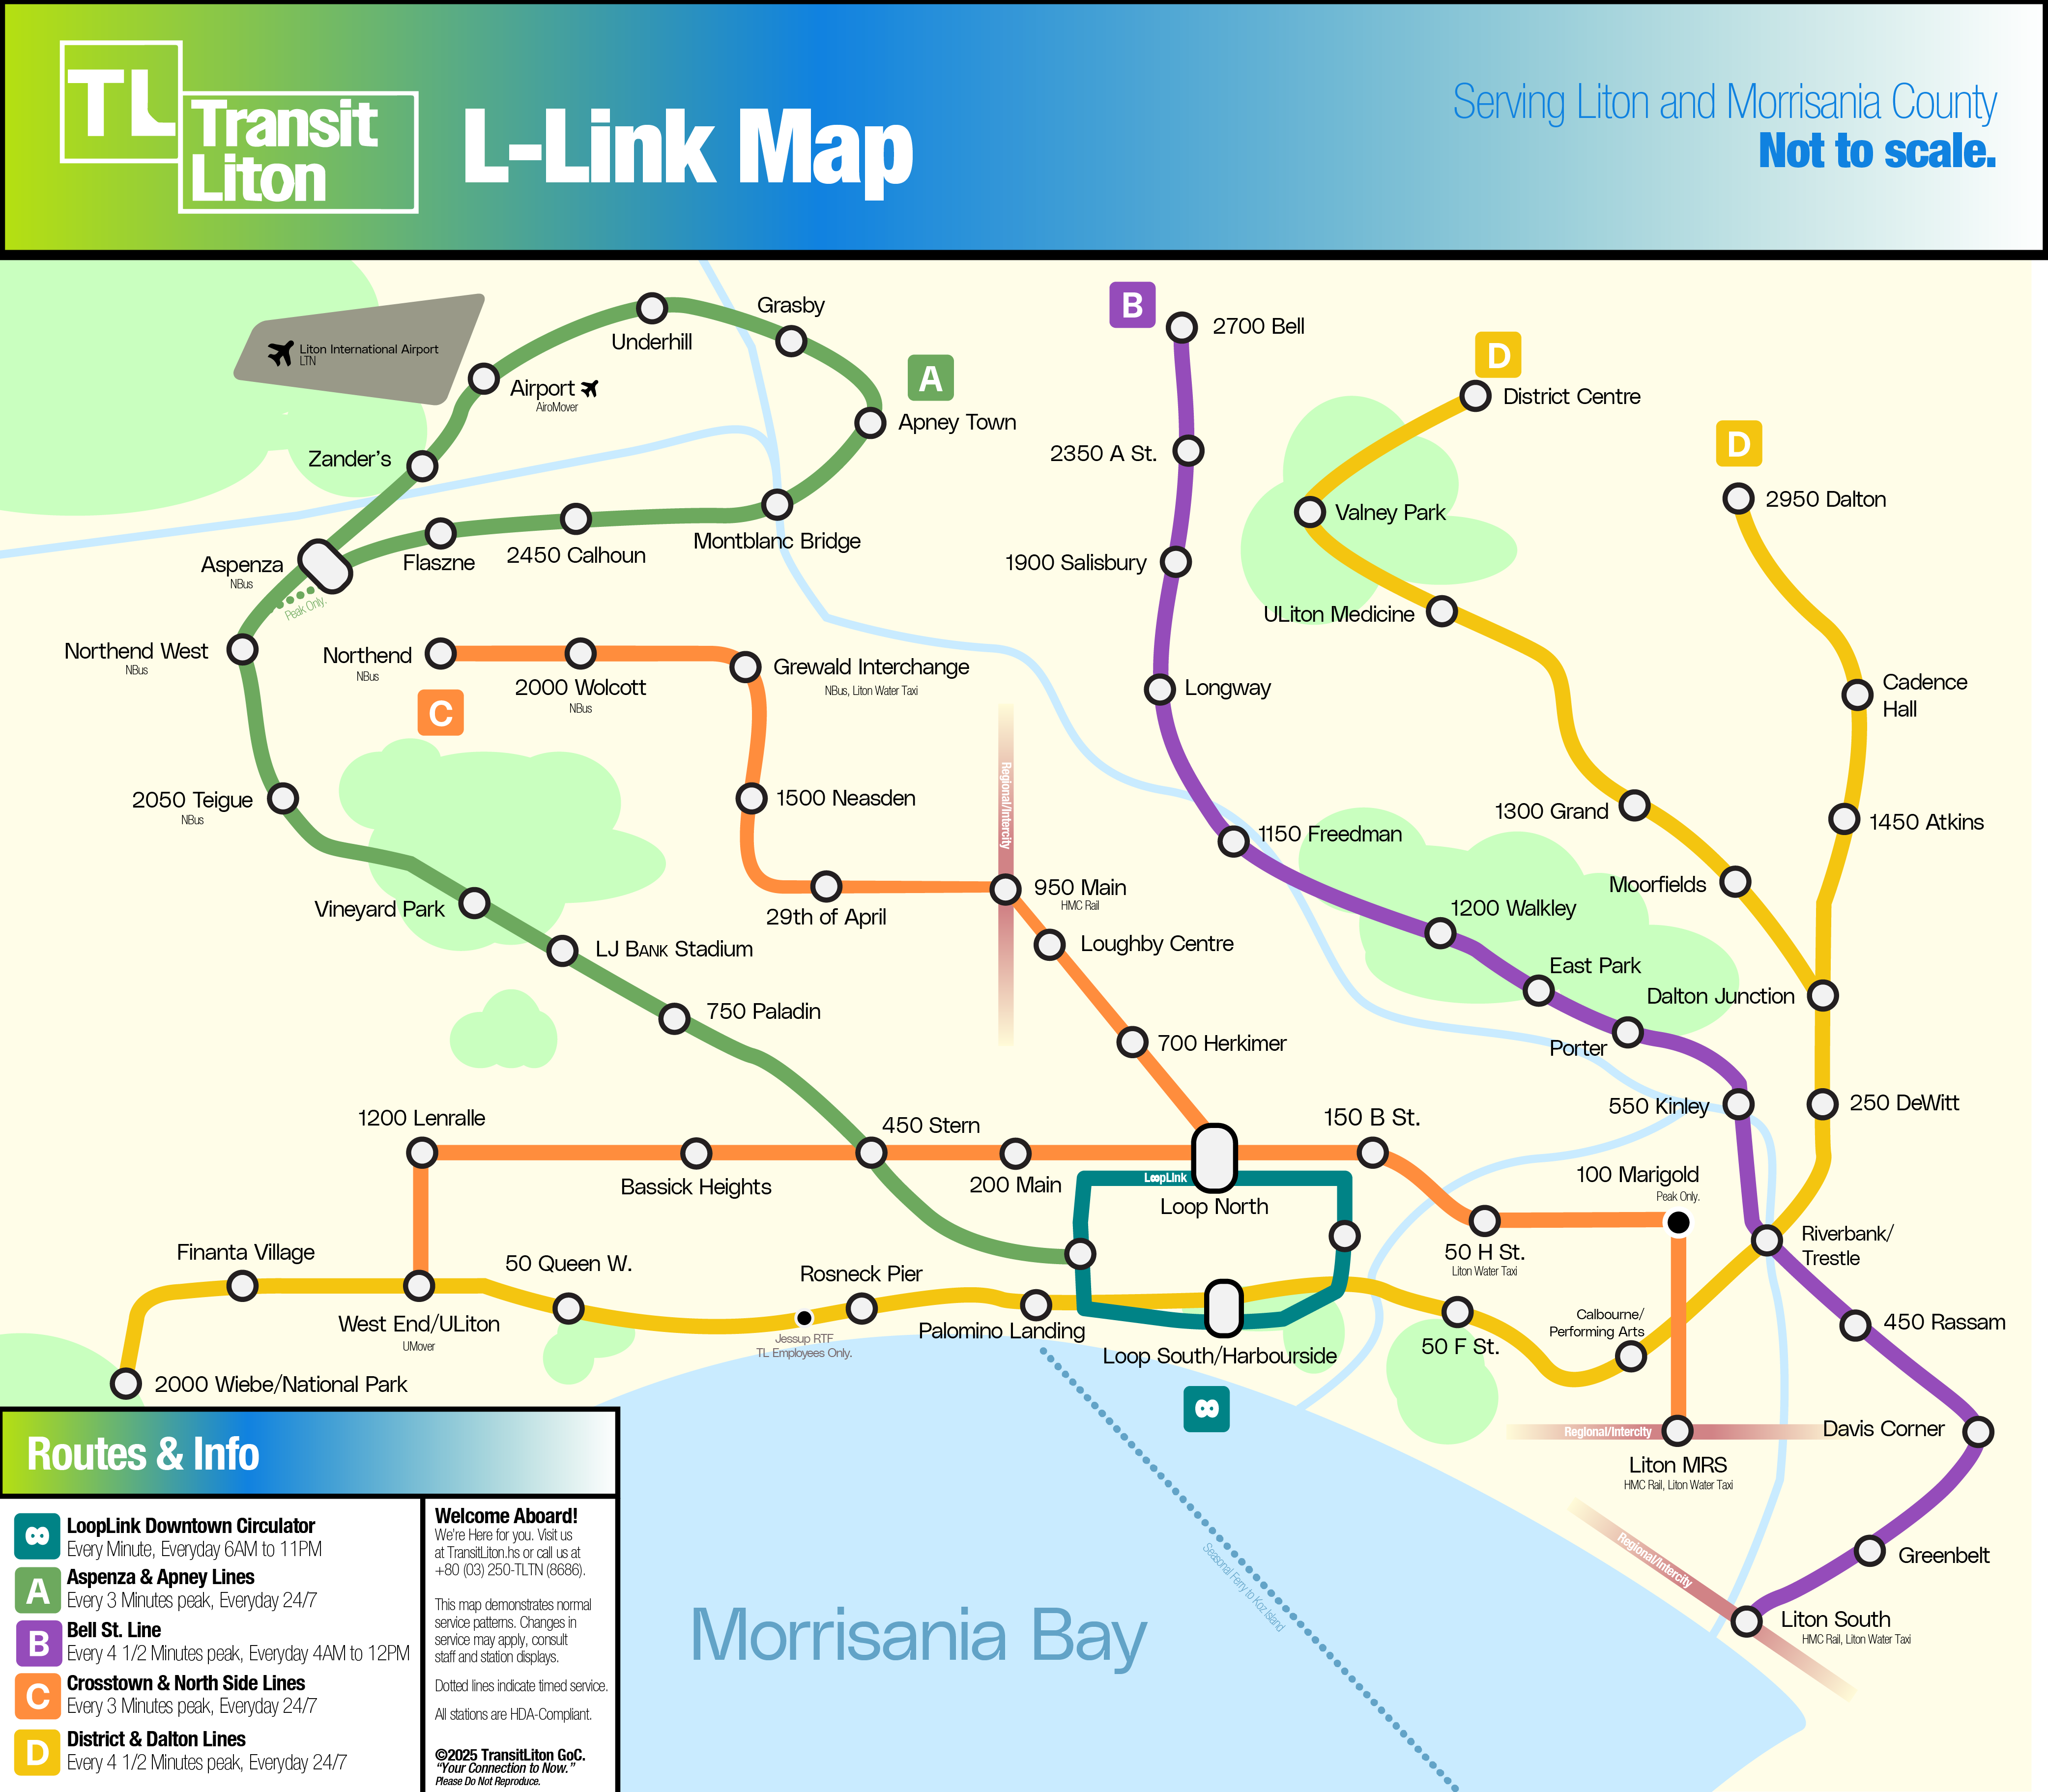 TL
Transit
Liton
L-Link Map
Serving Liton and Morrisania County
Not to scale.
Liton International Airport
LTN
Underhill
Grasby
Airport
AiroMover
A
Apney Town
Zander's
Aspenza
NBus
Peak Only.
Flaszne
2450 Calhoun
Montblanc Bridge
B
2700 Bell
2350 A St.
1900 Salisbury
Longway
D
District Centre
Valney Park
ULiton Medicine
D
2950 Dalton
Cadence
Hall
Northend West
NBus
Northend
NBus
C
2000 Wolcott
NBus
Grewald Interchange
NBus, Liton Water Taxi
2050 Teigue
NBus
1500 Neasden
Regional/Intercity
1150 Freedman
1300 Grand
1450 Atkins
Vineyard Park
29th of April
950 Main
HMC Rail
Moorfields
1200 Walkley
LJ BANK Stadium
Loughby Centre
East Park
Dalton Junction
750 Paladin
700 Herkimer
Porter
550 Kinley
250 DeWitt
1200 Lenralle
450 Stern
150 B St.
Bassick Heights
200 Main
LoopLink
Loop North
100 Marigold
Peak Only.
50 H St.
Liton Water Taxi
Riverbank/
Trestle
Finanta Village
50 Queen W.
Rosneck Pier
West End/ULiton
UMover
Jessup RTF
TL Employees Only.
Palomino Landing
Loop South/Harbourside
50 F St.
Calbourne/
Performing Arts
450 Rassam
2000 Wiebe/National Park
8
Regional/Intercity
Davis Corner
Liton MRS
HMC Rail, Liton Water Taxi
Regional/Intercity
Greenbelt
Liton South
HMC Rail, Liton Water Taxi
Seasonal Ferry to Koz Island
Morrisania Bay
Routes & Info
8
LoopLink Downtown Circulator
Every Minute, Everyday 6AM to 11PM
A
Aspenza & Apney Lines
Every 3 Minutes peak, Everyday 24/7
B
Bell St. Line
Every 4 1/2 Minutes peak, Everyday 4AM to 12PM
C
Crosstown & North Side Lines
Every 3 Minutes peak, Everyday 24/7
D
District & Dalton Lines
Every 4 1/2 Minutes peak, Everyday 24/7
Welcome Aboard!
We're Here for you. Visit us
at TransitLiton.hs or call us at
+80 (03) 250-TLTN (8686).
This map demonstrates normal
service patterns. Changes in
service may apply, consult
staff and station displays.
Dotted lines indicate timed service.
All stations are HDA-Compliant.
©2025 TransitLiton GoC.
"Your Connection to Now."
Please Do Not Reproduce.